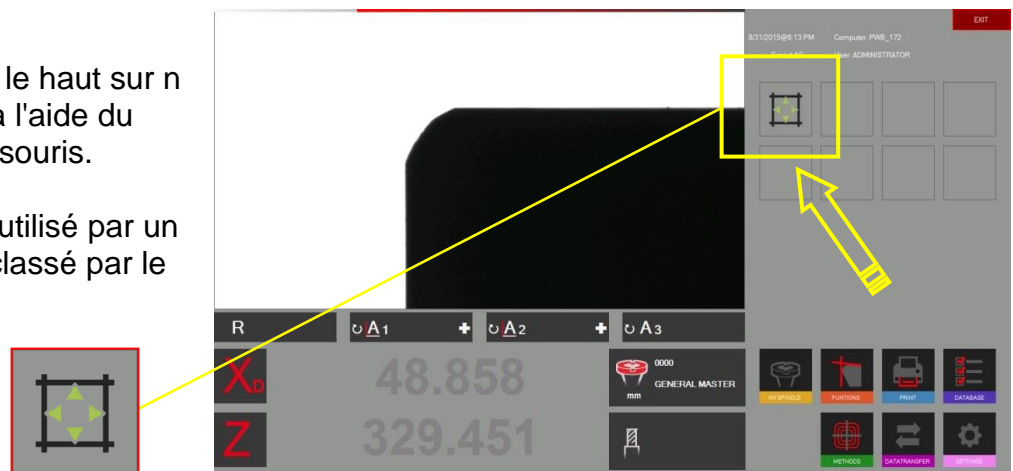 le haut sur n
à l'aide du
souris.
utilisé par un
classé par le
EXIT
8/31/2015@6:13 PM Computer: PWB_172
User: ADMINISTRATOR
R A1 A2 A3
XD 48.858
0000
GENERAL MASTER
mm
Z 329.451
KV SPINDLE FUNTIONS PRINT DATABASE
METHODS DATATRANSFER SETTINGS